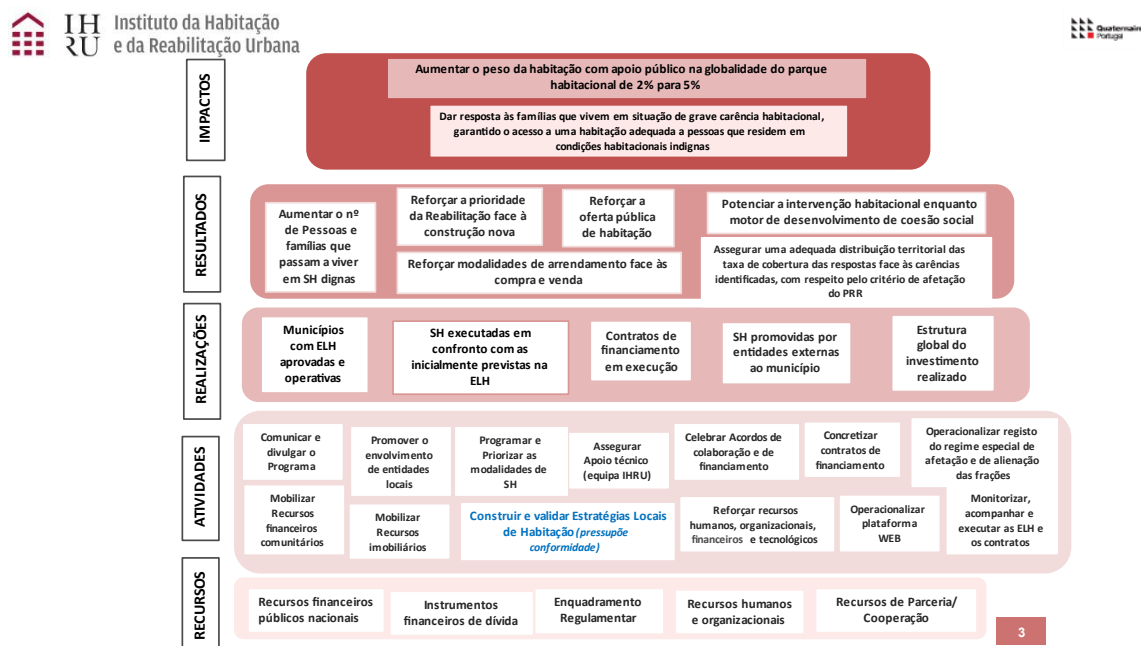 IHRU
Instituto da Habitação
e da Reabilitação Urbana
Quaternaire
Portugal
IMPACTOS
Aumentar o peso da habitação com apoio público na globalidade do parque
habitacional de 2% para 5%
Dar resposta às famílias que vivem em situação de grave carência habitacional,
garantido o acesso a uma habitação adequada a pessoas que residem em
condições habitacionais indignas
RESULTADOS
Aumentar o nº
de Pessoas e
famílias que
passam a viver
em SH dignas
Reforçar a prioridade
da Reabilitação face à
construção nova
Reforçar a
oferta pública
de habitação
Potenciar a intervenção habitacional enquanto
motor de desenvolvimento de coesão social
Reforçar modalidades de arrendamento face às
compra e venda
Assegurar uma adequada distribuição territorial das
taxa de cobertura das respostas face às carências
identificadas, com respeito pelo critério de afetação
do PRR
REALIZAÇÕES
Municípios
com ELH
aprovadas e
operativas
SH executadas em
confronto com as
inicialmente previstas na
ELH
Contratos de
financiamento
em execução
SH promovidas por
entidades externas
ao município
Estrutura
global do
investimento
realizado
ATIVIDADES
Comunicar e
divulgar o
Programa
Promover o
envolvimento
de entidades
locais
Programar e
Priorizar as
modalidades de
SH
Assegurar
Apoio técnico
(equipa IHRU)
Celebrar Acordos de
colaboração e de
financiamento
Concretizar
contratos de
financiamento
Operacionalizar registo
do regime especial de
afetação e de alienação
das frações
Mobilizar
Recursos
financeiros
comunitários
Mobilizar
Recursos
imobiliários
Construir e validar Estratégias Locais
de Habitação (pressupõe
conformidade)
Reforçar recursos
humanos, organizacionais,
financeiros e tecnológicos
Operacionalizar
plataforma
WEB
Monitorizar,
acompanhar e
executar as ELH e
os contratos
RECURSOS
Recursos financeiros
públicos nacionais
Instrumentos
financeiros de dívida
Enquadramento
Regulamentar
Recursos humanos
e organizacionais
Recursos de Parceria/
Cooperação
3